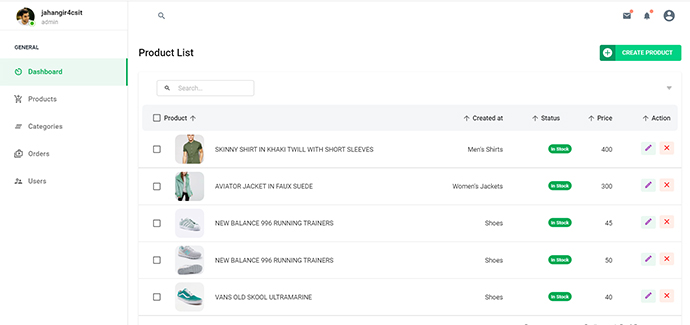 jahangir4csit
admin
GENERAL
Dashboard
Products
Categories
Orders
Users
Product List
CREATE PRODUCT
Search...
Product Created at Status Price Action
SKINNY SHIRT IN KHAKI TWILL WITH SHORT SLEEVES Men's Shirts In Stock 400
AVIATOR JACKET IN FAUX SUEDE Women's Jackets In Stock 300
NEW BALANCE 996 RUNNING TRAINERS Shoes In Stock 45
NEW BALANCE 996 RUNNING TRAINERS Shoes In Stock 50
VANS OLD SKOOL ULTRAMARINE Shoes In Stock 40